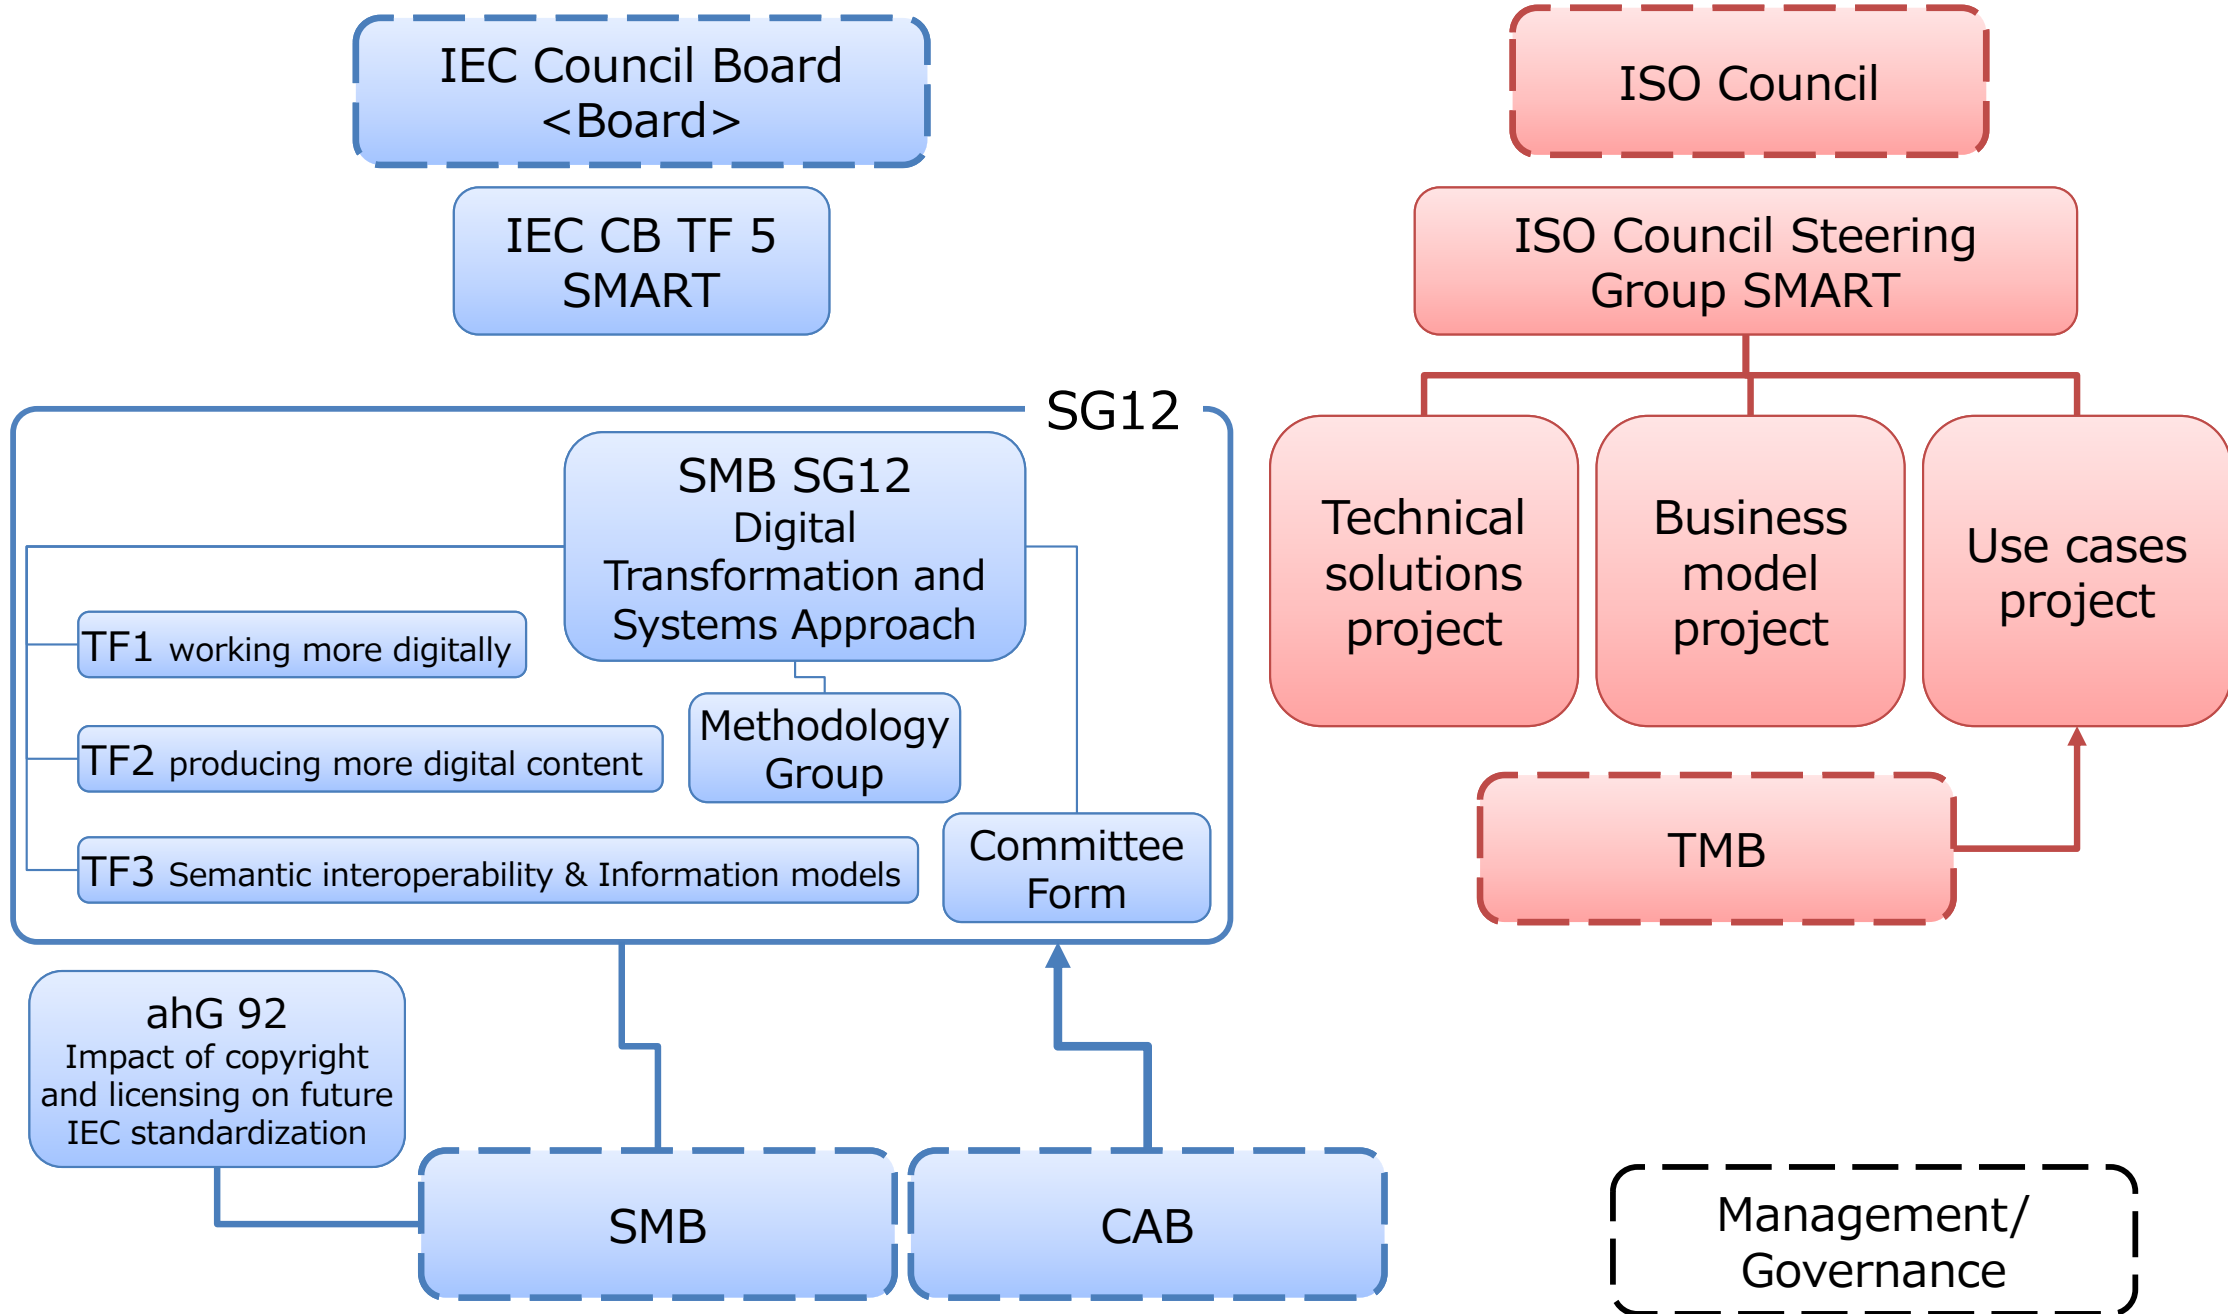 IEC Council Board
<Board>
IEC CB TF 5
SMART
SG12
SMB SG12
Digital
Transformation and
Systems Approach
TF1 working more digitally
TF2 producing more digital content
TF3 Semantic interoperability & Information models
Methodology
Group
Committee
Form
ahG 92
Impact of copyright
and licensing on future
IEC standardization
SMB
CAB
ISO Council
ISO Council Steering
Group SMART
Technical
solutions
project
Business
model
project
Use cases
project
TMB
Management/
Governance